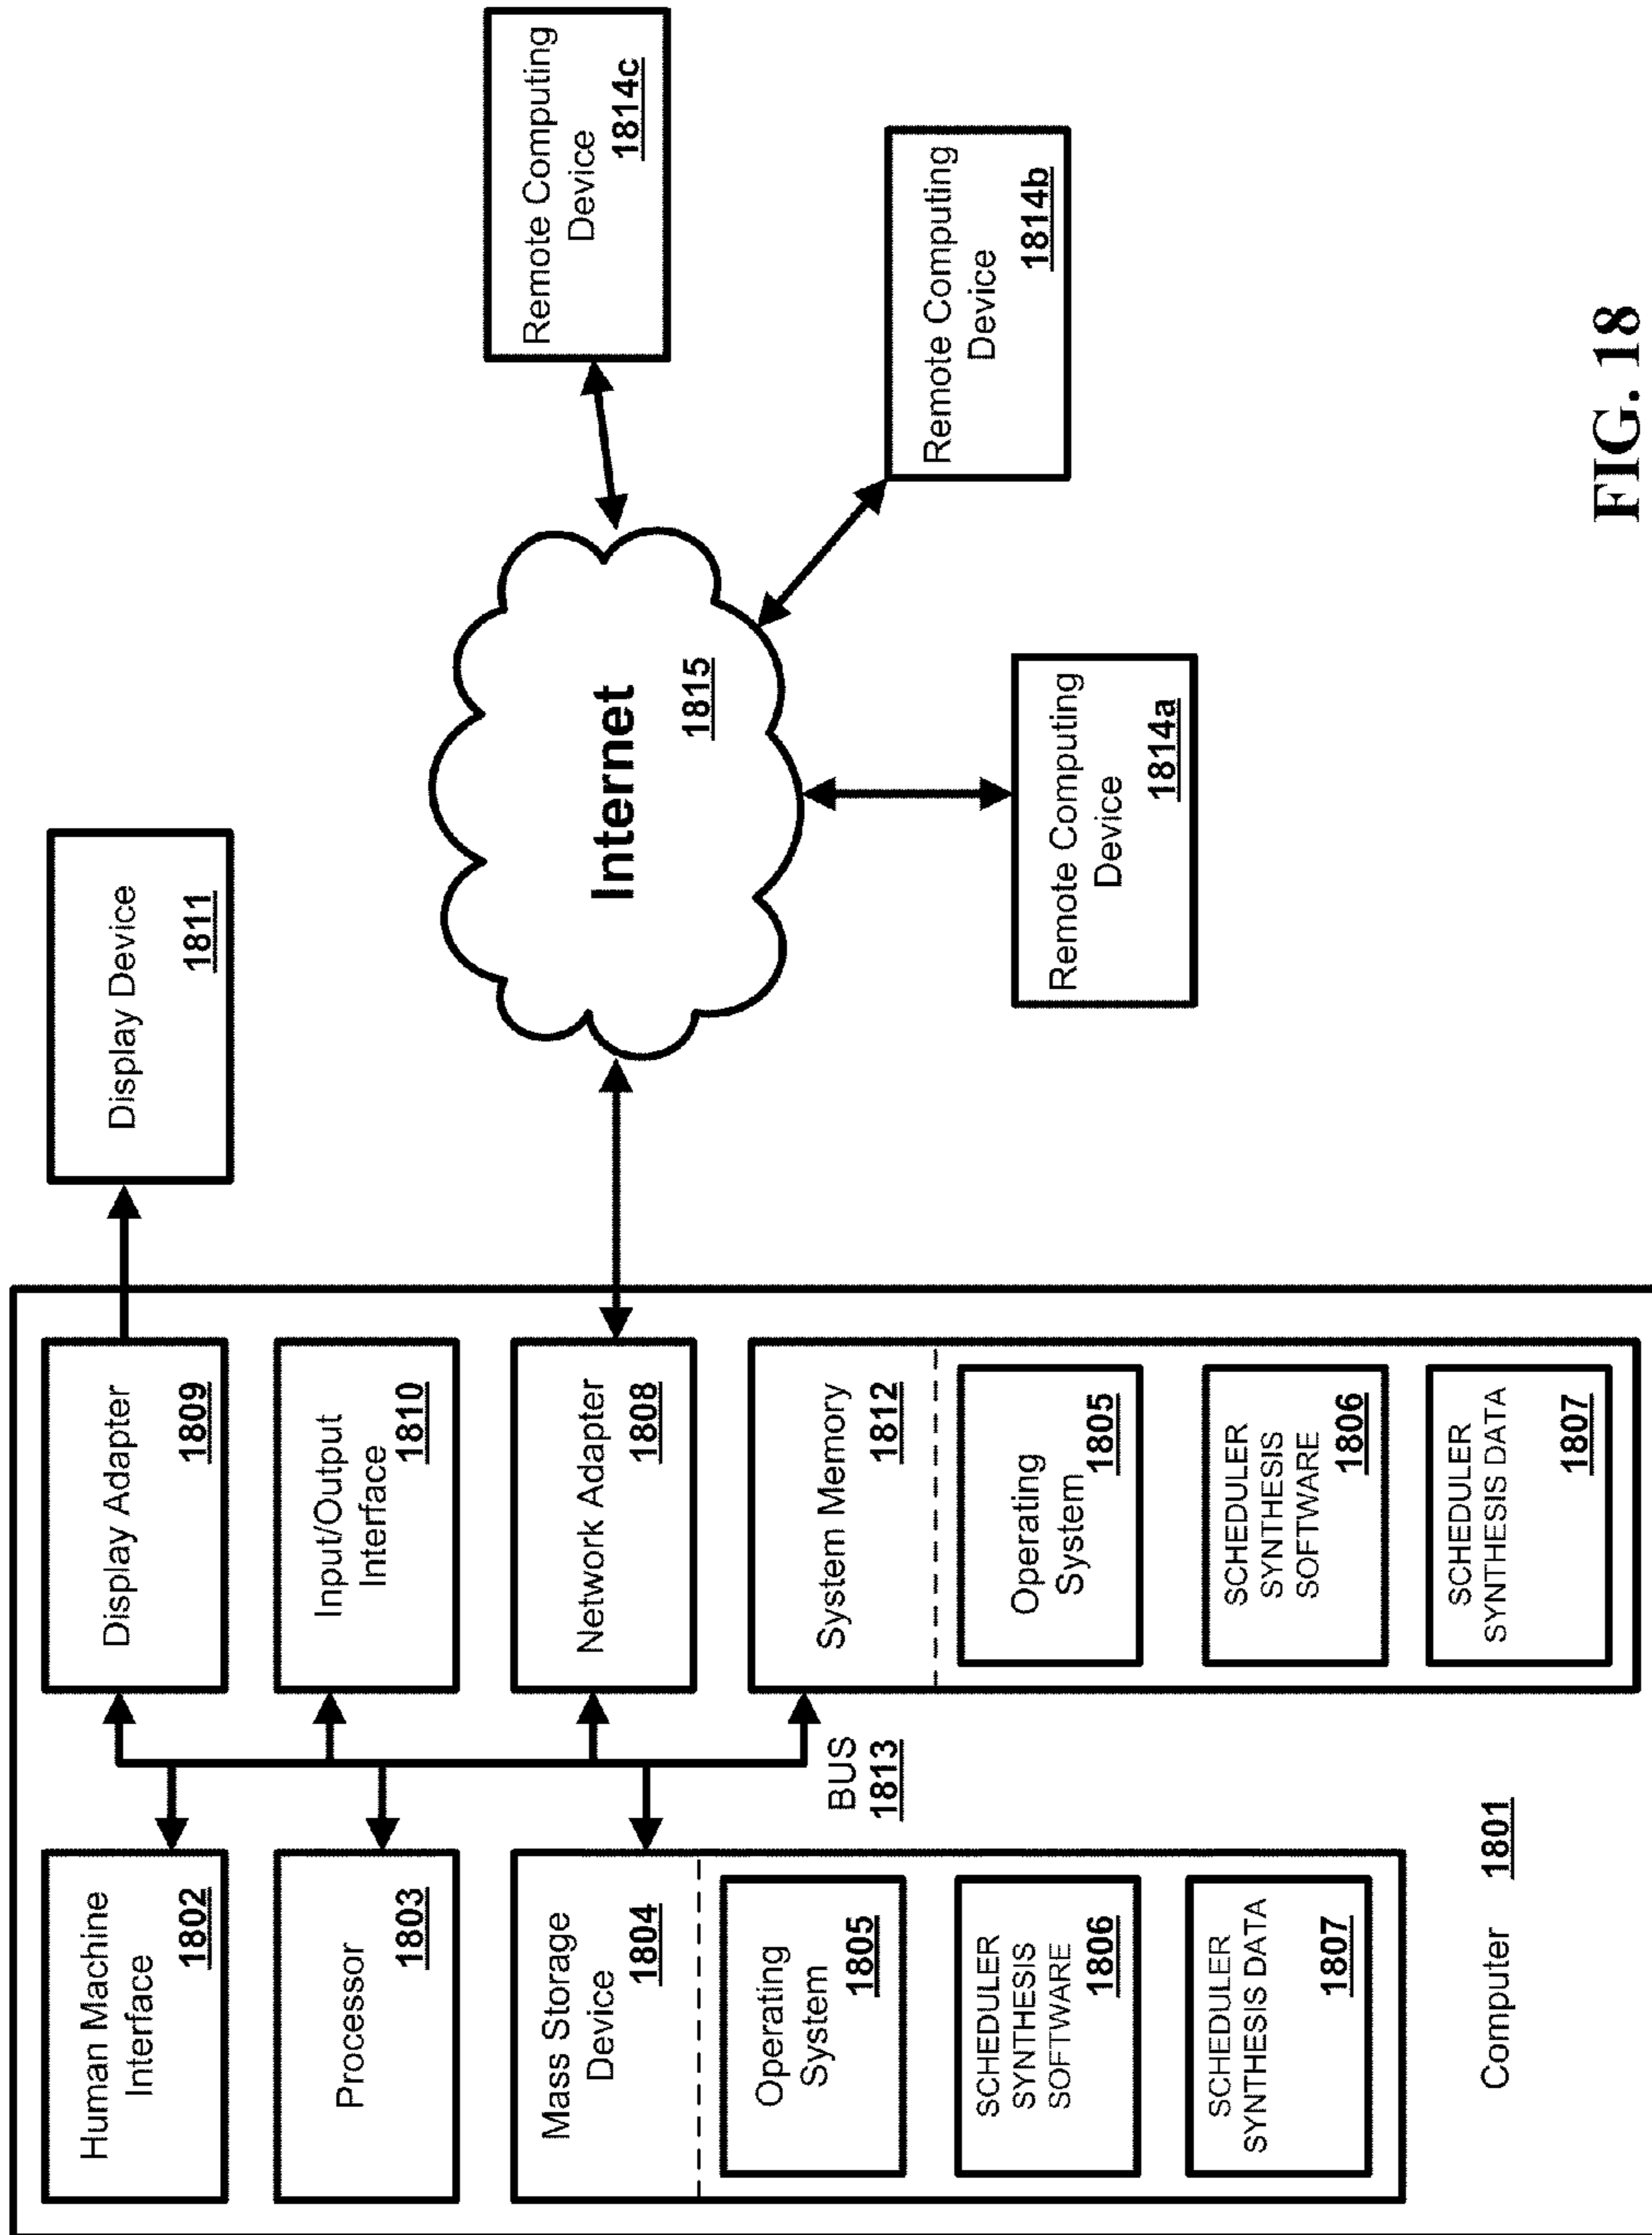 Human Machine
Interface
1802
Processor
1803
Mass Storage
Device
1804
Operating
System
1805
SCHEDULER
SYNTHESIS
SOFTWARE
1806
SCHEDULER
SYNTHESIS DATA
1807
Computer 1801
BUS
1813
Display Adapter
1809
Input/Output
Interface
1810
Network Adapter
1808
System Memory
1812
Operating
System
1805
SCHEDULER
SYNTHESIS
SOFTWARE
1806
SCHEDULER
SYNTHESIS DATA
1807
Display Device
1811
Internet
1815
Remote Computing
Device
1814a
Remote Computing
Device
1814b
Remote Computing
Device
1814c
FIG. 18